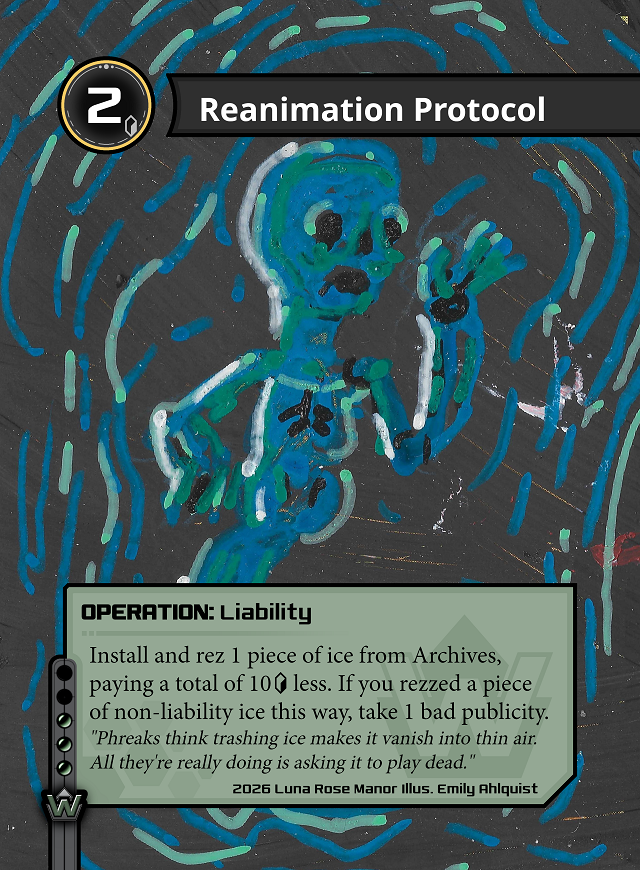 2
Reanimation Protocol
OPERATION: Liability
Install and rez 1 piece of ice from Archives,
paying a total of 10 less. If you rezzed a piece
of non-liability ice this way, take 1 bad publicity.
"Phreaks think trashing ice makes it vanish into thin air.
All they're really doing is asking it to play dead."
2026 Luna Rose Manor Illus. Emily Ahlquist
W